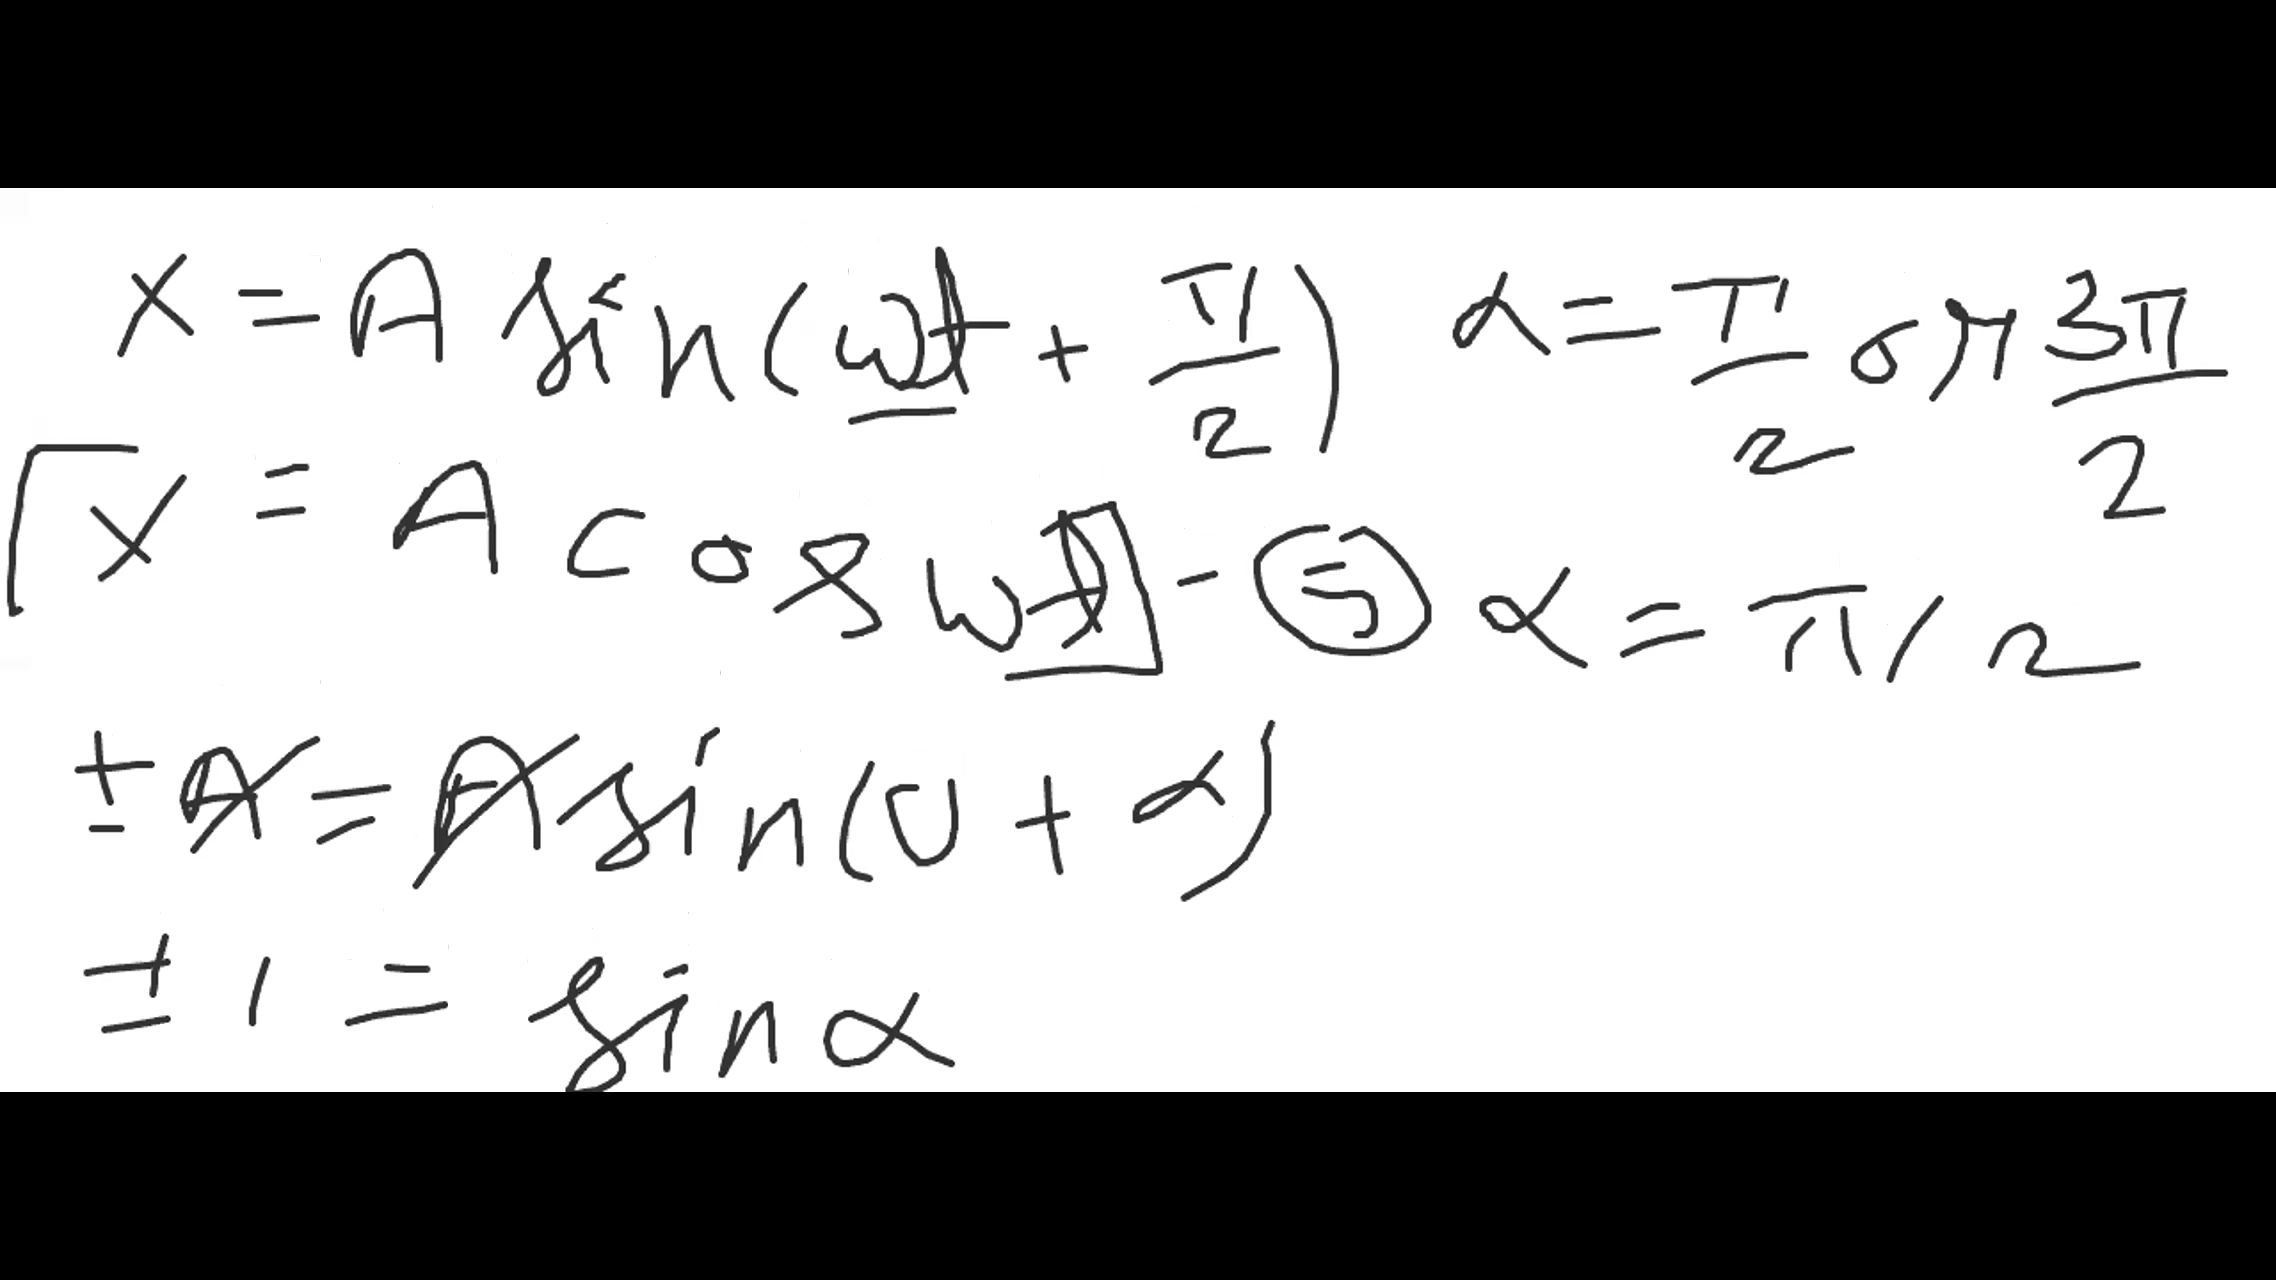 x = A sin(ωt + π/2) α = π/2 or 3π/2
x = A cos ωt - ⑤ α = π/2
± A = A sin(0 + α)
± 1 = sin α